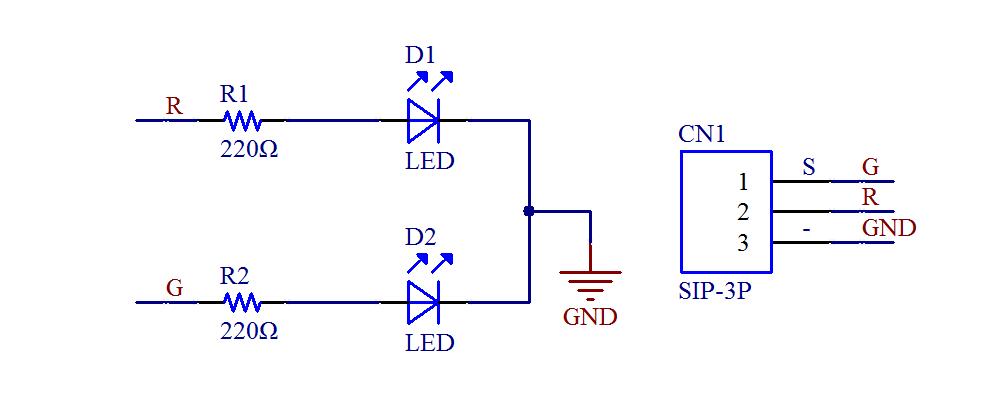 D1
R
R1
220Ω
LED
CN1
1
S
G
2
R
3
-
GND
SIP-3P
D2
G
R2
220Ω
LED
GND